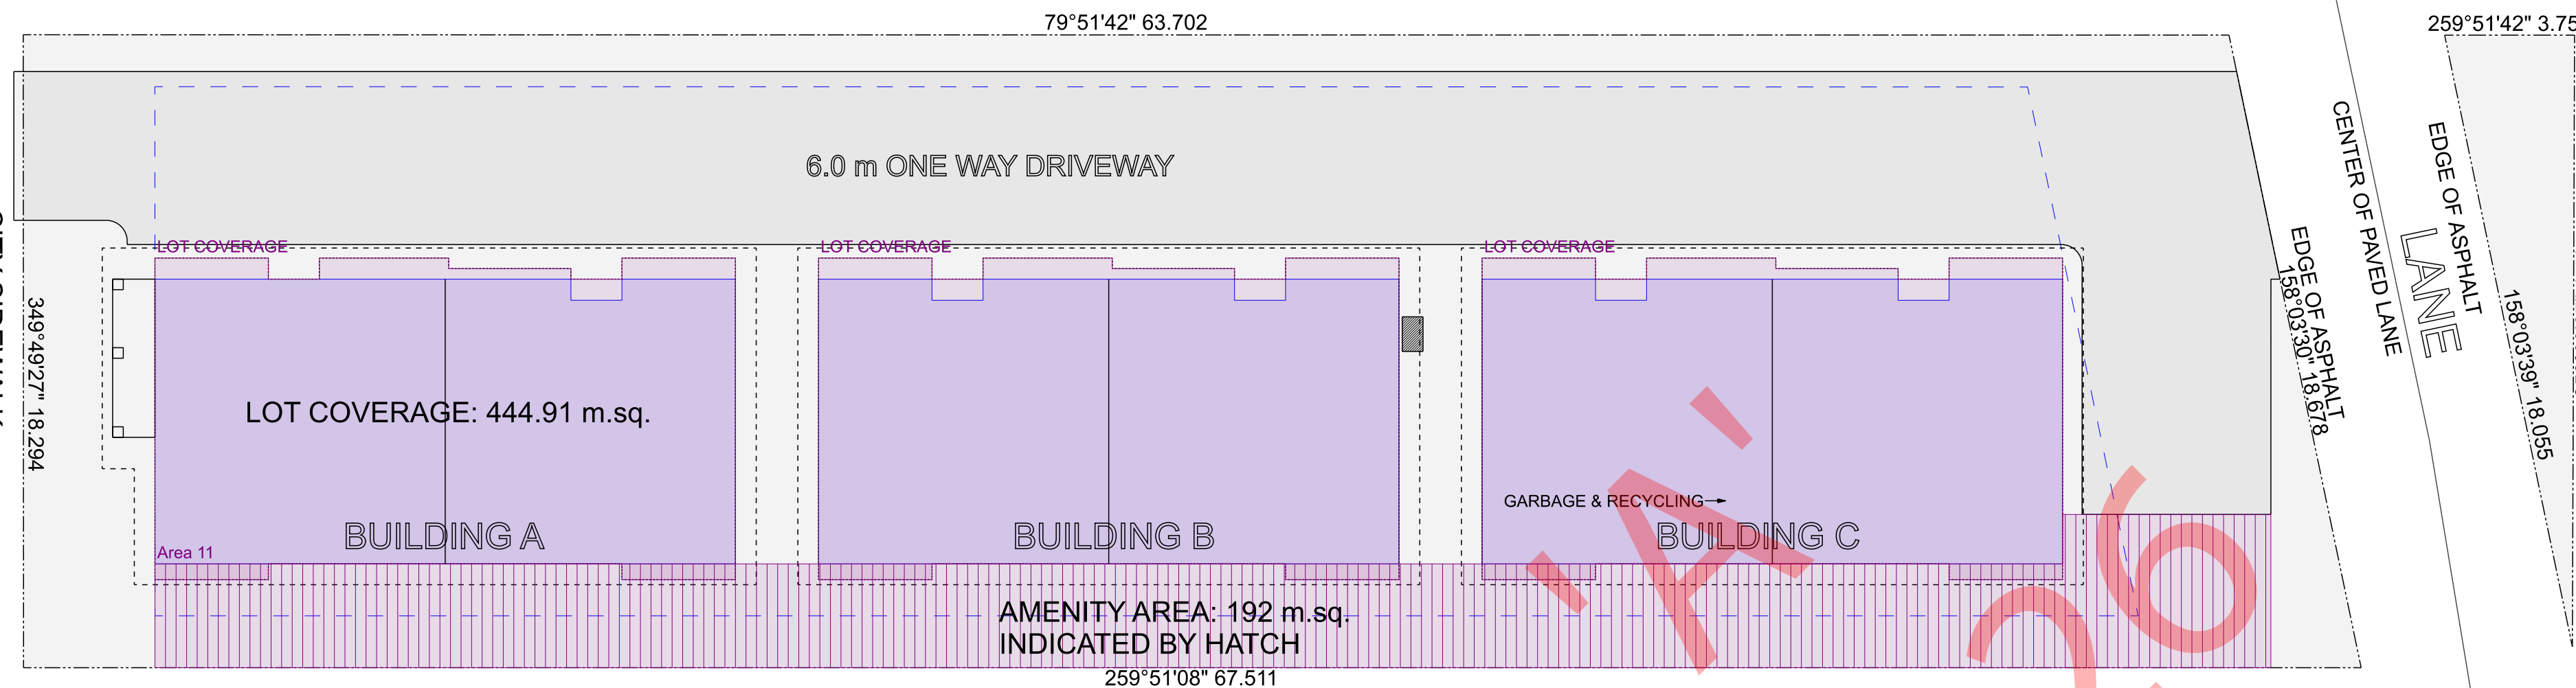 79°51'42" 63.702
259°51'42" 3.75
6.0 m ONE WAY DRIVEWAY
CENTER OF PAVED LANE
EDGE OF ASPHALT
LANE
EDGE OF ASPHALT
158°03'30" 18.678
158°03'39" 18.055
349°49'27" 18.294
LOT COVERAGE
LOT COVERAGE
LOT COVERAGE
LOT COVERAGE: 444.91 m.sq.
GARBAGE & RECYCLING
BUILDING A
BUILDING B
BUILDING C
Area 11
AMENITY AREA: 192 m.sq.
INDICATED BY HATCH
259°51'08" 67.511
'A'
26